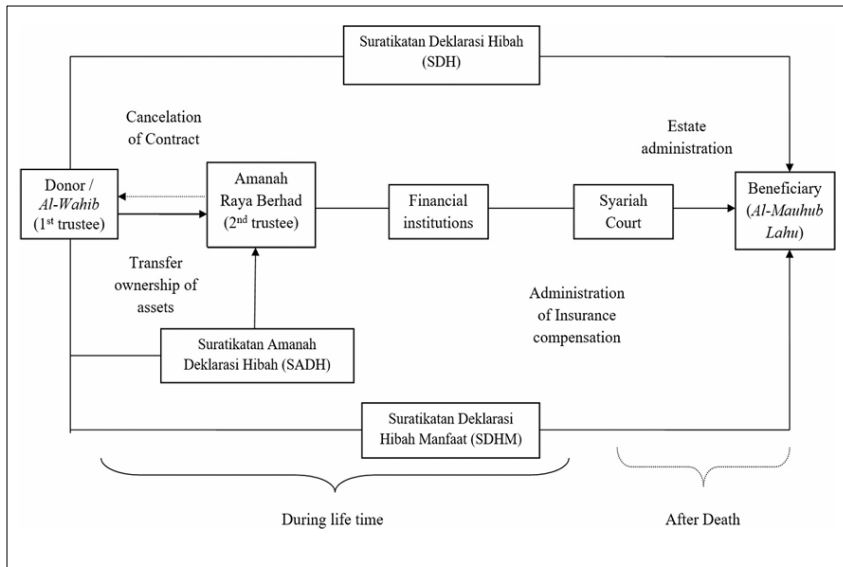 Suratikatan Deklarasi Hibah
(SDH)
Cancelation
of Contract
Estate
administration
Donor /
Al-Wahib
(1st trustee)
Amanah
Raya Berhad
(2nd trustee)
Financial
institutions
Syariah
Court
Beneficiary
(Al-Mauhub
Lahu)
Transfer
ownership of
assets
Administration
of Insurance
compensation
Suratikatan Amanah
Deklarasi Hibah (SADH)
Suratikatan Deklarasi
Hibah Manfaat (SDHM)
During life time
After Death